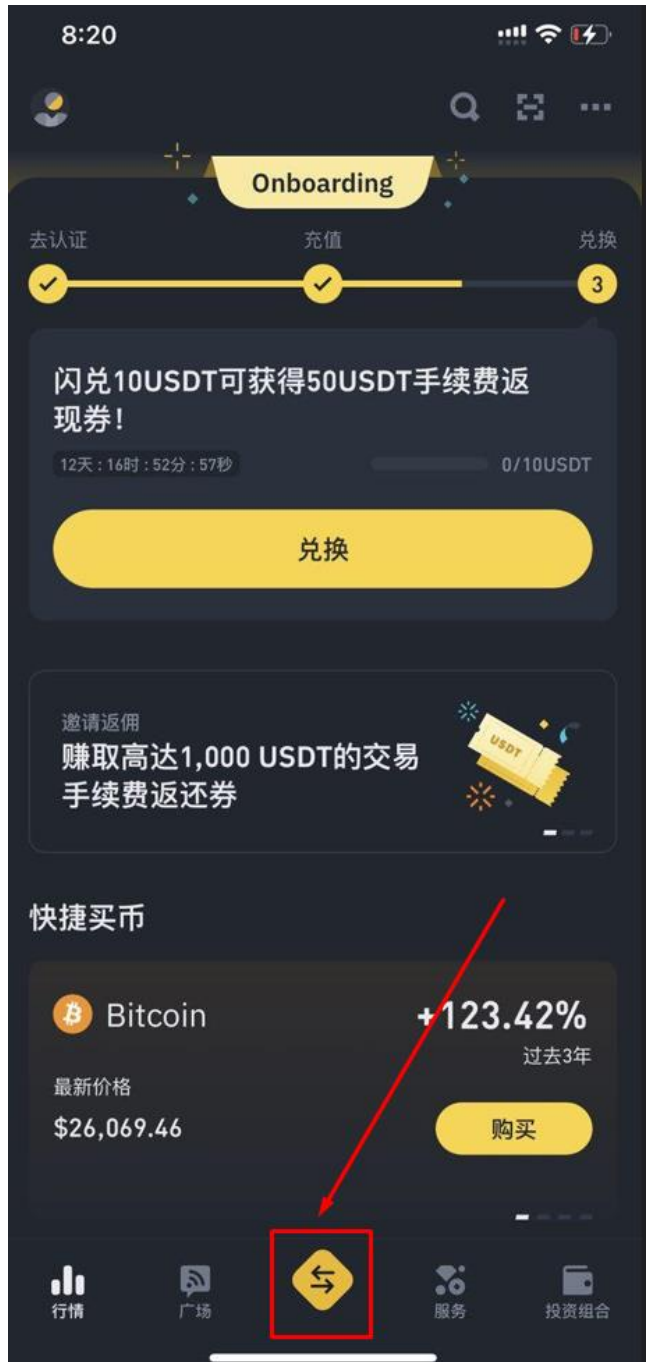 8:20
Onboarding
去认证 充值 兑换
3
闪兑10USDT可获得50USDT手续费返
现券!
12天:16时:52分:57秒 0/10USDT
兑换
邀请返佣
赚取高达1,000 USDT的交易
手续费返还券
USDT
快捷买币
Bitcoin +123.42%
过去3年
最新价格
$26,069.46 购买
行情 广场 服务 投资组合